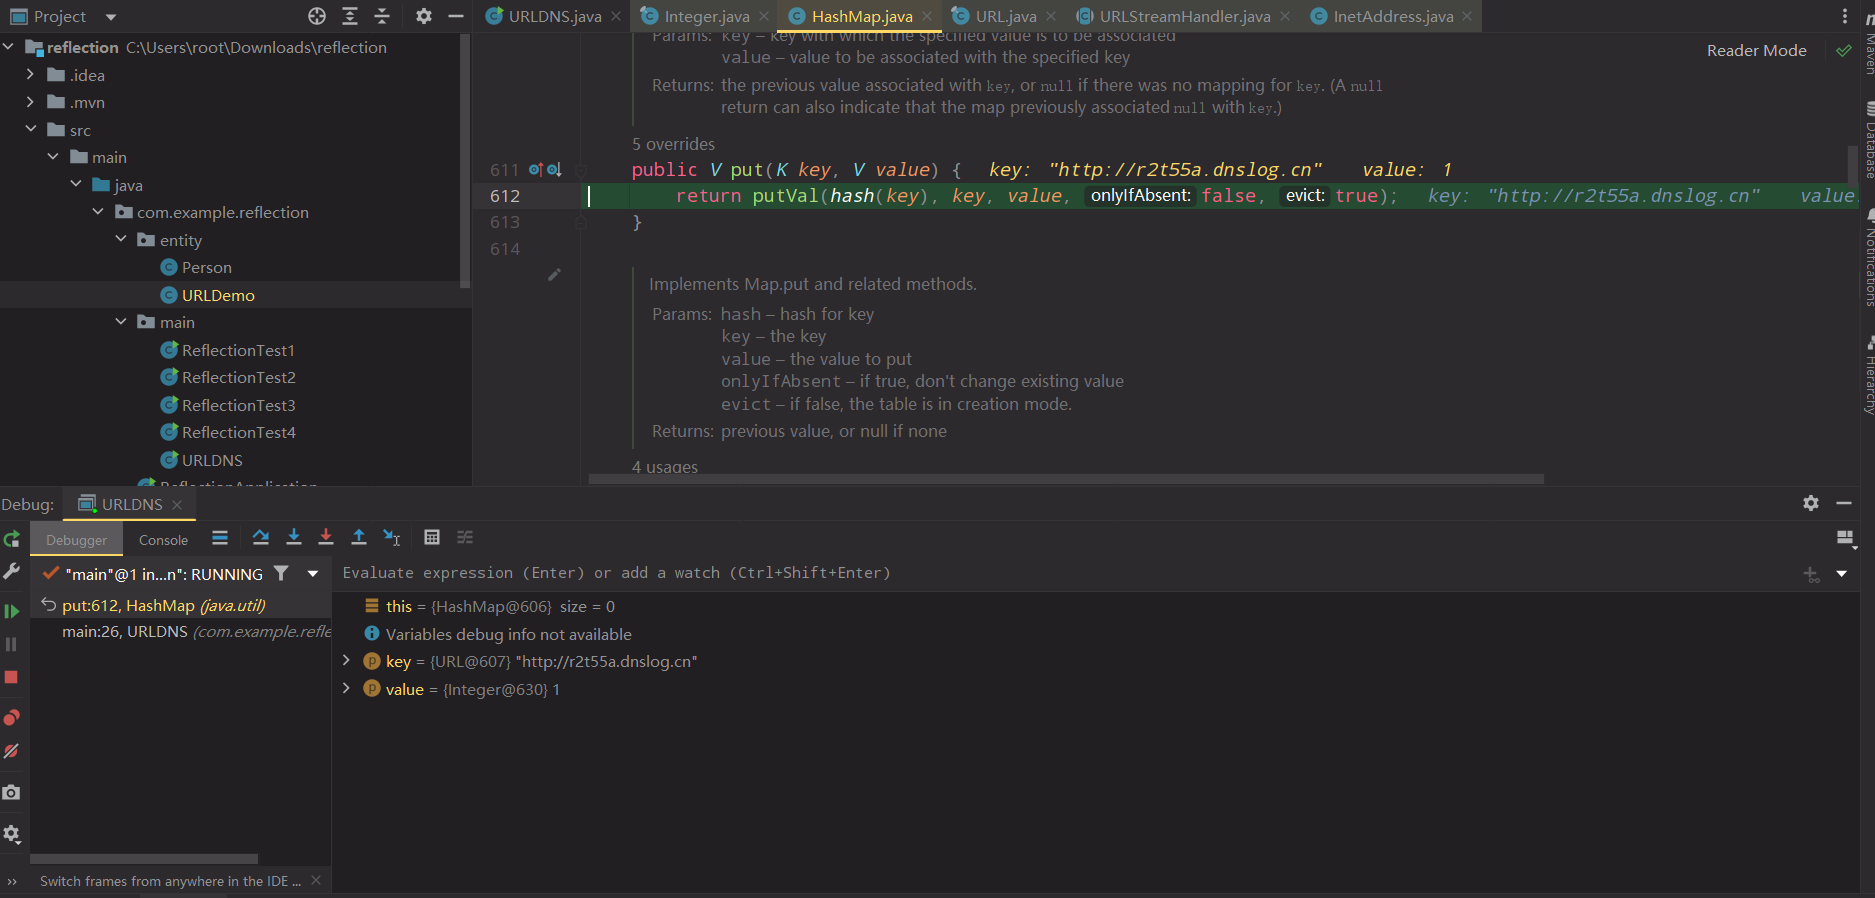 Project
URLDNS.java
Integer.java
HashMap.java
URL.java
URLStreamHandler.java
InetAddress.java
reflection C:\Users\root\Downloads\reflection
.idea
.mvn
src
main
java
com.example.reflection
entity
Person
URLDemo
main
ReflectionTest1
ReflectionTest2
ReflectionTest3
ReflectionTest4
URLDNS
ReflectionApplication
Params: key – key with which the specified value is to be associated
value – value to be associated with the specified key
Returns: the previous value associated with key, or null if there was no mapping for key. (A null
return can also indicate that the map previously associated null with key.)
Reader Mode
5 overrides
611 public V put(K key, V value) { key: "http://r2t55a.dnslog.cn" value: 1
612 return putVal(hash(key), key, value, onlyIfAbsent: false, evict: true); key: "http://r2t55a.dnslog.cn" value
613 }
614
Implements Map.put and related methods.
Params: hash – hash for key
key – the key
value – the value to put
onlyIfAbsent – if true, don't change existing value
evict – if false, the table is in creation mode.
Returns: previous value, or null if none
4 usages
Maven
Database
Notifications
Hierarchy
Debug: URLDNS
Debugger Console
"main"@1 in...n": RUNNING
put:612, HashMap (java.util)
main:26, URLDNS (com.example.refle
Evaluate expression (Enter) or add a watch (Ctrl+Shift+Enter)
this = {HashMap@606} size = 0
Variables debug info not available
key = {URL@607} "http://r2t55a.dnslog.cn"
value = {Integer@630} 1
Switch frames from anywhere in the IDE ...